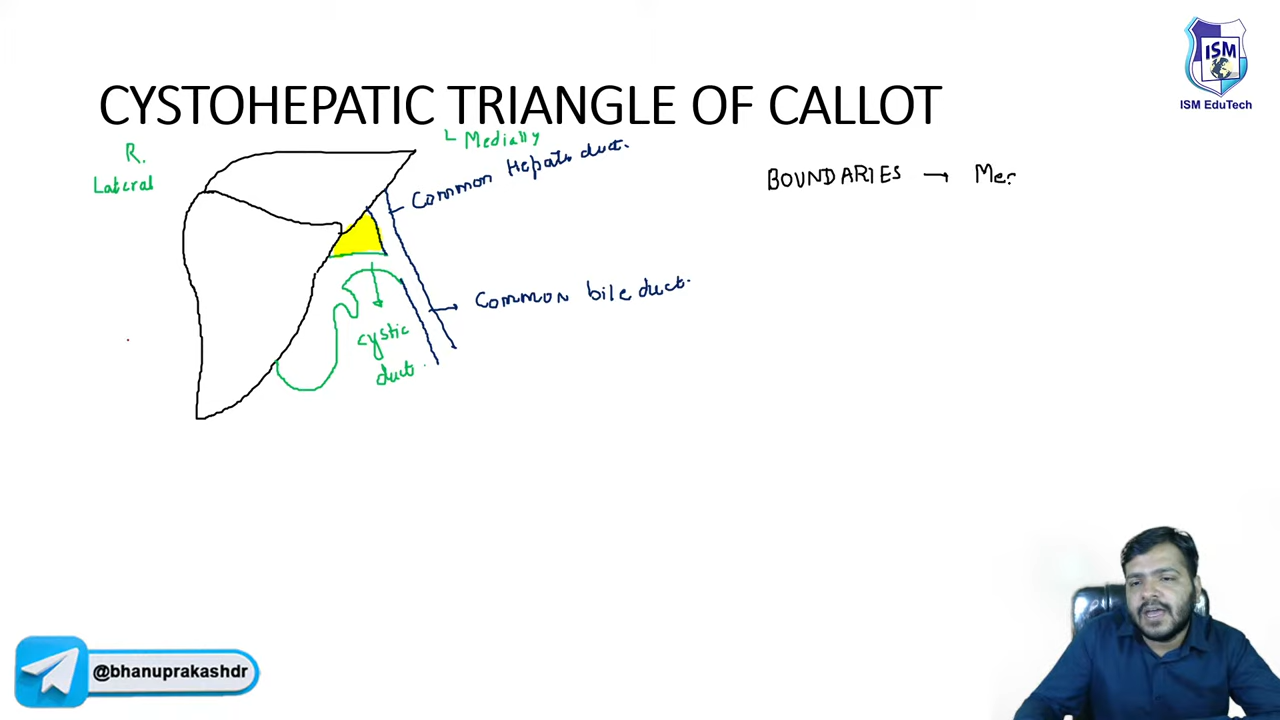 ISM
ISM EduTech
CYSTOHEPATIC TRIANGLE OF CALLOT
R.
Lateral
L Medially
Common Hepatic duct.
BOUNDARIES → Me
Common bile duct.
cystic
duct.
@bhanuprakashdr